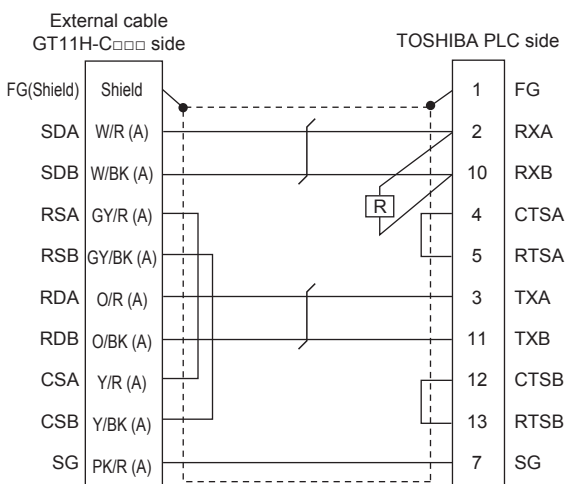 External cable
GT11H-C□□□ side
TOSHIBA PLC side
FG(Shield) Shield 1 FG
SDA W/R (A) 2 RXA
SDB W/BK (A) 10 RXB
R
RSA GY/R (A) 4 CTSA
RSB GY/BK (A) 5 RTSA
RDA O/R (A) 3 TXA
RDB O/BK (A) 11 TXB
CSA Y/R (A) 12 CTSB
CSB Y/BK (A) 13 RTSB
SG PK/R (A) 7 SG